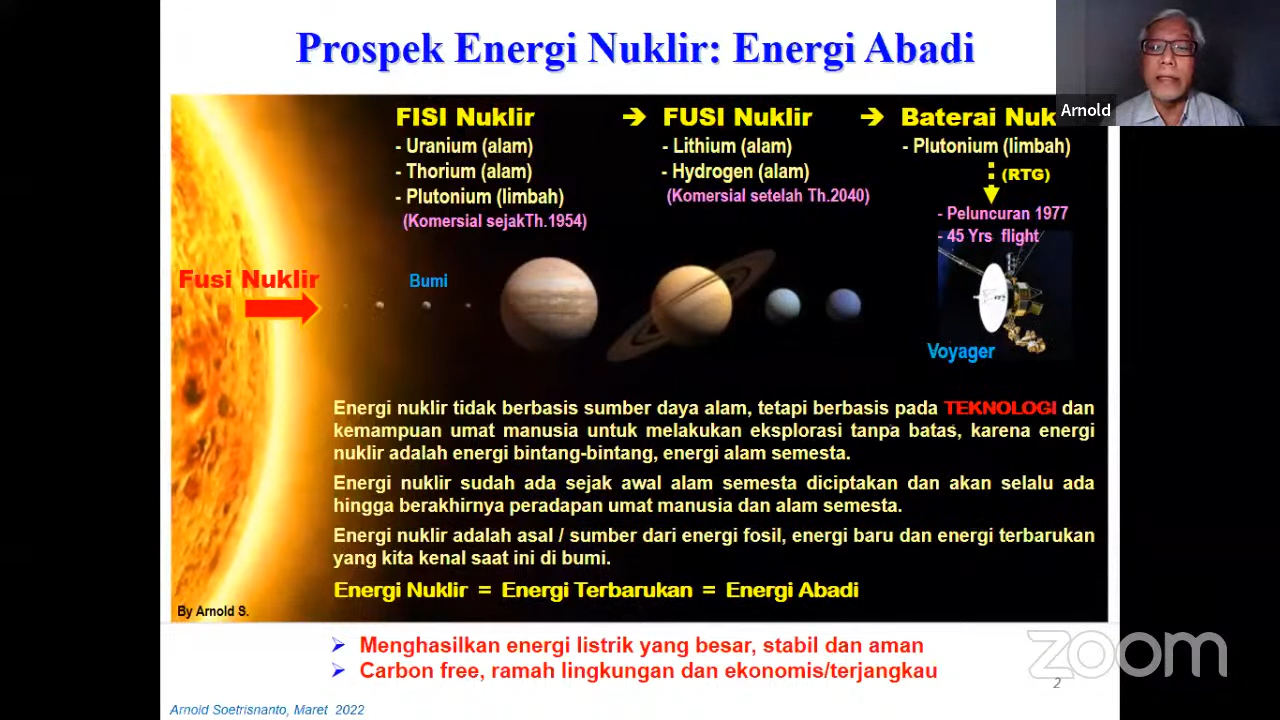 Prospek Energi Nuklir: Energi Abadi
Arnold
FISI Nuklir → FUSI Nuklir → Baterai Nuk
- Uranium (alam)
- Thorium (alam)
- Plutonium (limbah)
(Komersial sejakTh.1954)
- Lithium (alam)
- Hydrogen (alam)
(Komersial setelah Th.2040)
- Plutonium (limbah)
(RTG)
- Peluncuran 1977
- 45 Yrs flight
Fusi Nuklir
Bumi
Voyager
Energi nuklir tidak berbasis sumber daya alam, tetapi berbasis pada TEKNOLOGI dan
kemampuan umat manusia untuk melakukan eksplorasi tanpa batas, karena energi
nuklir adalah energi bintang-bintang, energi alam semesta.
Energi nuklir sudah ada sejak awal alam semesta diciptakan dan akan selalu ada
hingga berakhirnya peradapan umat manusia dan alam semesta.
Energi nuklir adalah asal / sumber dari energi fosil, energi baru dan energi terbarukan
yang kita kenal saat ini di bumi.
Energi Nuklir = Energi Terbarukan = Energi Abadi
By Arnold S.
➢ Menghasilkan energi listrik yang besar, stabil dan aman
➢ Carbon free, ramah lingkungan dan ekonomis/terjangkau
zoom
2
Arnold Soetrisnanto, Maret 2022